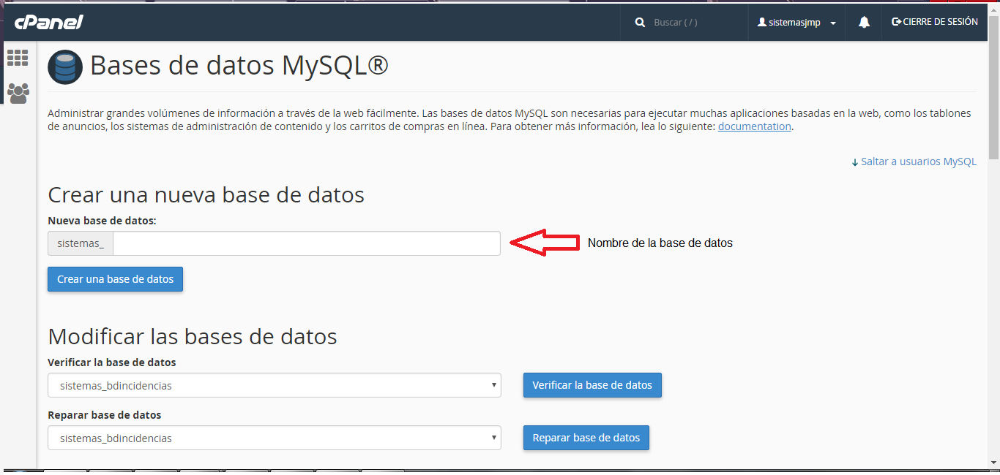 cPanel
Buscar ( / )
sistemasjmp
CIERRE DE SESIÓN
Bases de datos MySQL®
Administrar grandes volúmenes de información a través de la web fácilmente. Las bases de datos MySQL son necesarias para ejecutar muchas aplicaciones basadas en la web, como los tablones
de anuncios, los sistemas de administración de contenido y los carritos de compras en línea. Para obtener más información, lea lo siguiente: documentation.
Saltar a usuarios MySQL
Crear una nueva base de datos
Nueva base de datos:
sistemas_
Nombre de la base de datos
Crear una base de datos
Modificar las bases de datos
Verificar la base de datos
sistemas_bdincidencias
Verificar la base de datos
Reparar base de datos
sistemas_bdincidencias
Reparar base de datos